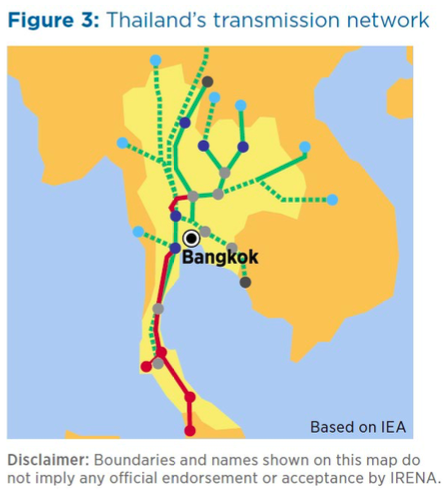 Figure 3: Thailand’s transmission network
Bangkok
Based on IEA
Disclaimer: Boundaries and names shown on this map do
not imply any official endorsement or acceptance by IRENA.